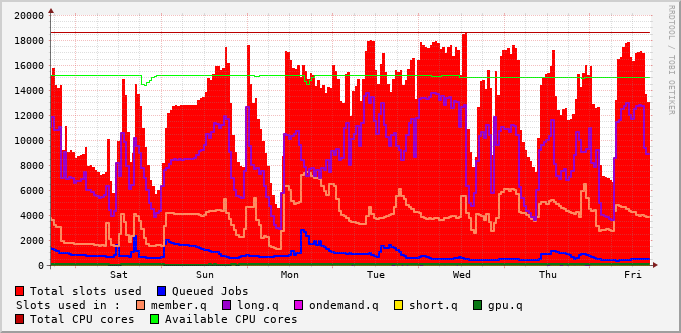 20000
18000
16000
14000
12000
10000
8000
6000
4000
2000
0
Sat Sun Mon Tue Wed Thu Fri
RRDTOOL / TOBI OETIKER
Total slots used Queued Jobs
Slots used in : member.q long.q ondemand.q short.q gpu.q
Total CPU cores Available CPU cores